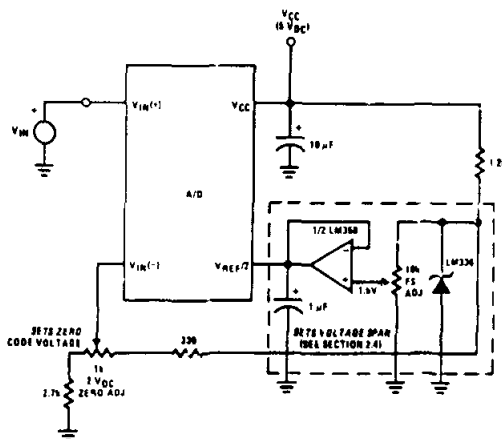 VCC
(5 VDC)
VIN(+)
VCC
+
VIN
+
10 µF
A/D
1/2 LM358
VIN(-)
VREF/2
-
+
1.5V
10k
FS
ADJ
LM336
+
1 µF
SETS VOLTAGE SPAN
(SEE SECTION 2.4)
SETS ZERO
CODE VOLTAGE
330
1k
2 VDC
ZERO ADJ
2.7k